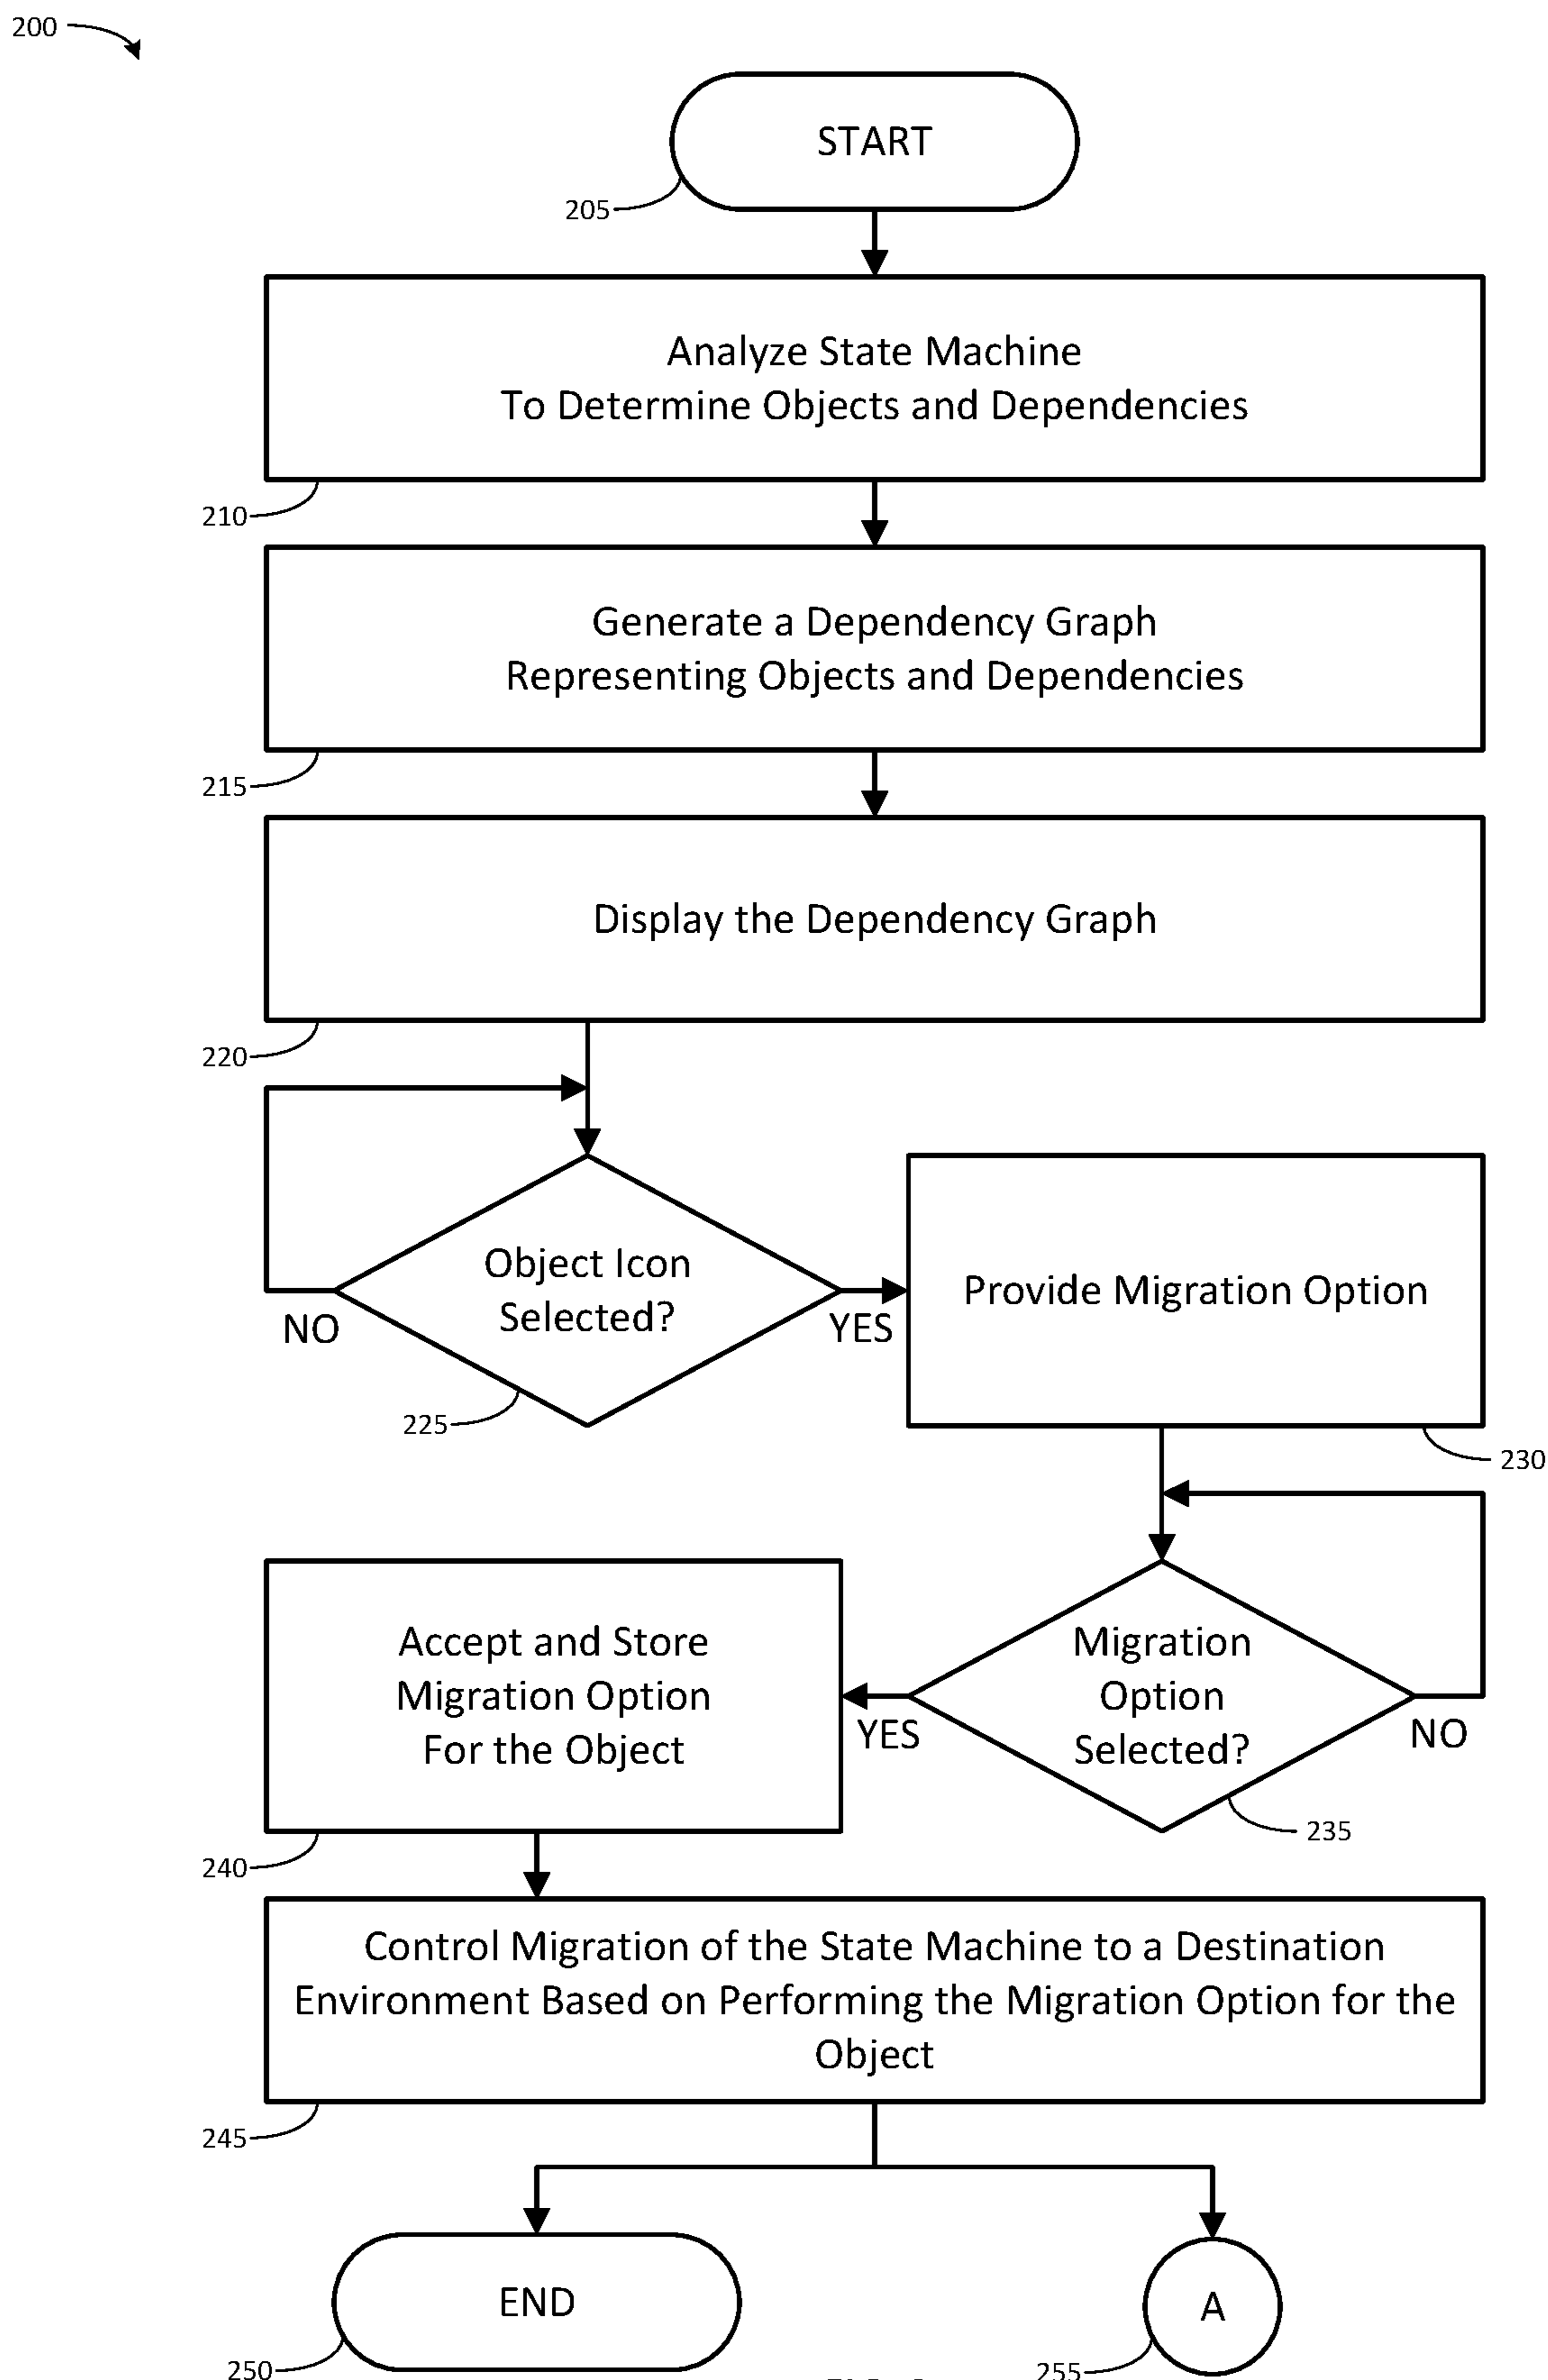 200
START
205
Analyze State Machine
To Determine Objects and Dependencies
210
Generate a Dependency Graph
Representing Objects and Dependencies
215
Display the Dependency Graph
220
Object Icon
Selected?
NO
YES
225
Provide Migration Option
230
Accept and Store
Migration Option
For the Object
240
Migration
Option
Selected?
YES
NO
235
Control Migration of the State Machine to a Destination
Environment Based on Performing the Migration Option for the
Object
245
END
250
A
255